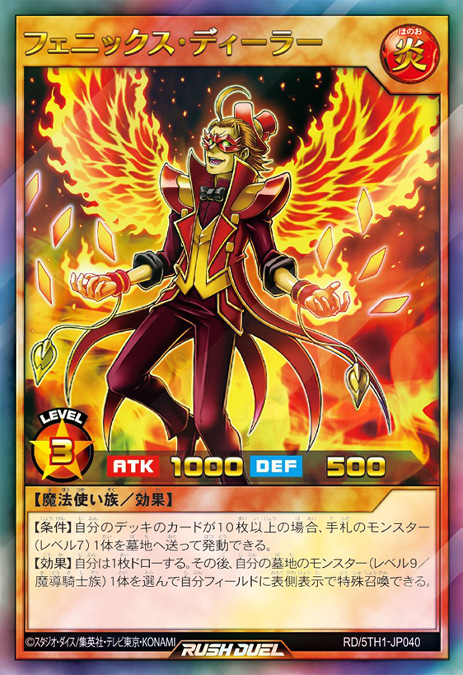 フェニックス・ディーラー
ほのお
炎
LEVEL
3
ATK 1000 DEF 500
【魔法使い族/効果】
【条件】自分のデッキのカードが10枚以上の場合、手札のモンスター
(レベル7)1体を墓地へ送って発動できる。
【効果】自分は1枚ドローする。その後、自分の墓地のモンスター(レベル9/
魔導騎士族)1体を選んで自分フィールドに表側表示で特殊召喚できる。
©スタジオ・ダイス/集英社・テレビ東京・KONAMI
RUSH DUEL
RD/5TH1-JP040